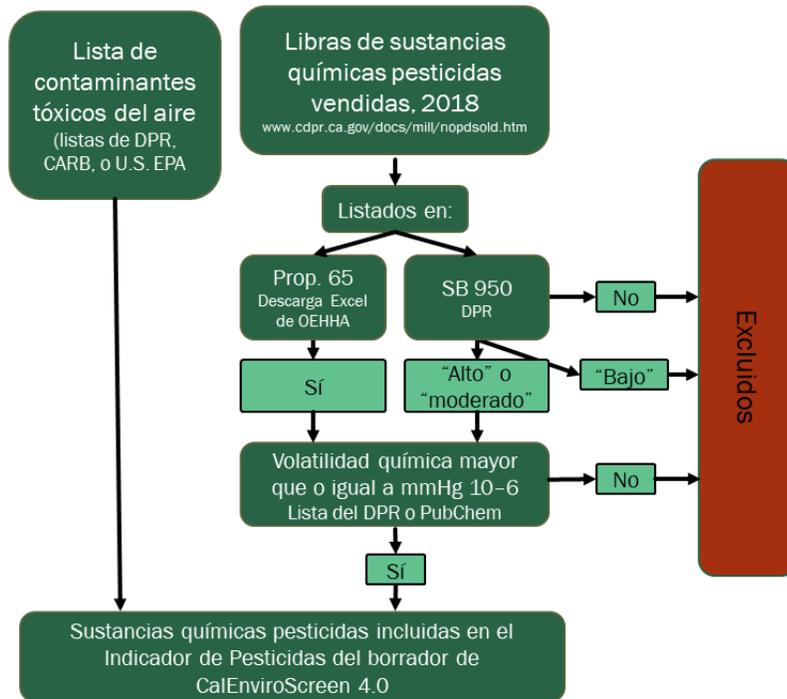 Lista de
contaminantes
tóxicos del aire
(listas de DPR,
CARB, o U.S. EPA
Libras de sustancias
químicas pesticidas
vendidas, 2018
www.cdpr.ca.gov/docs/mill/nopdsold.htm
Listados en:
Prop. 65
Descarga Excel
de OEHHA
SB 950
DPR
No
Sí
"Alto" o
"moderado"
"Bajo"
Excluidos
Volatilidad química mayor
que o igual a mmHg 10–6
Lista del DPR o PubChem
No
Sí
Sustancias químicas pesticidas incluidas en el
Indicador de Pesticidas del borrador de
CalEnviroScreen 4.0